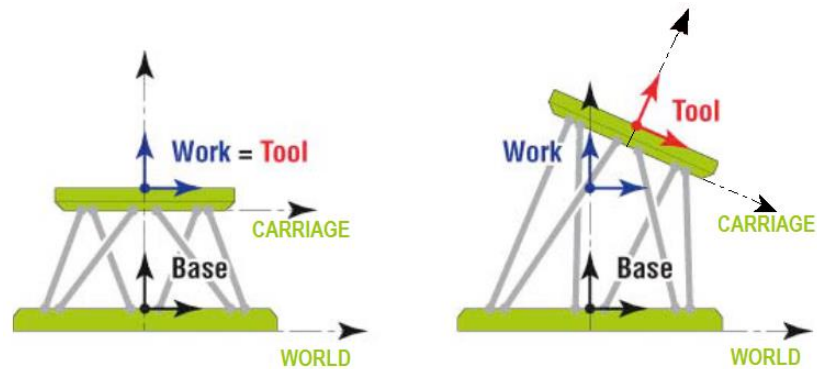 Work = Tool
CARRIAGE
Base
WORLD
Tool
Work
CARRIAGE
Base
WORLD